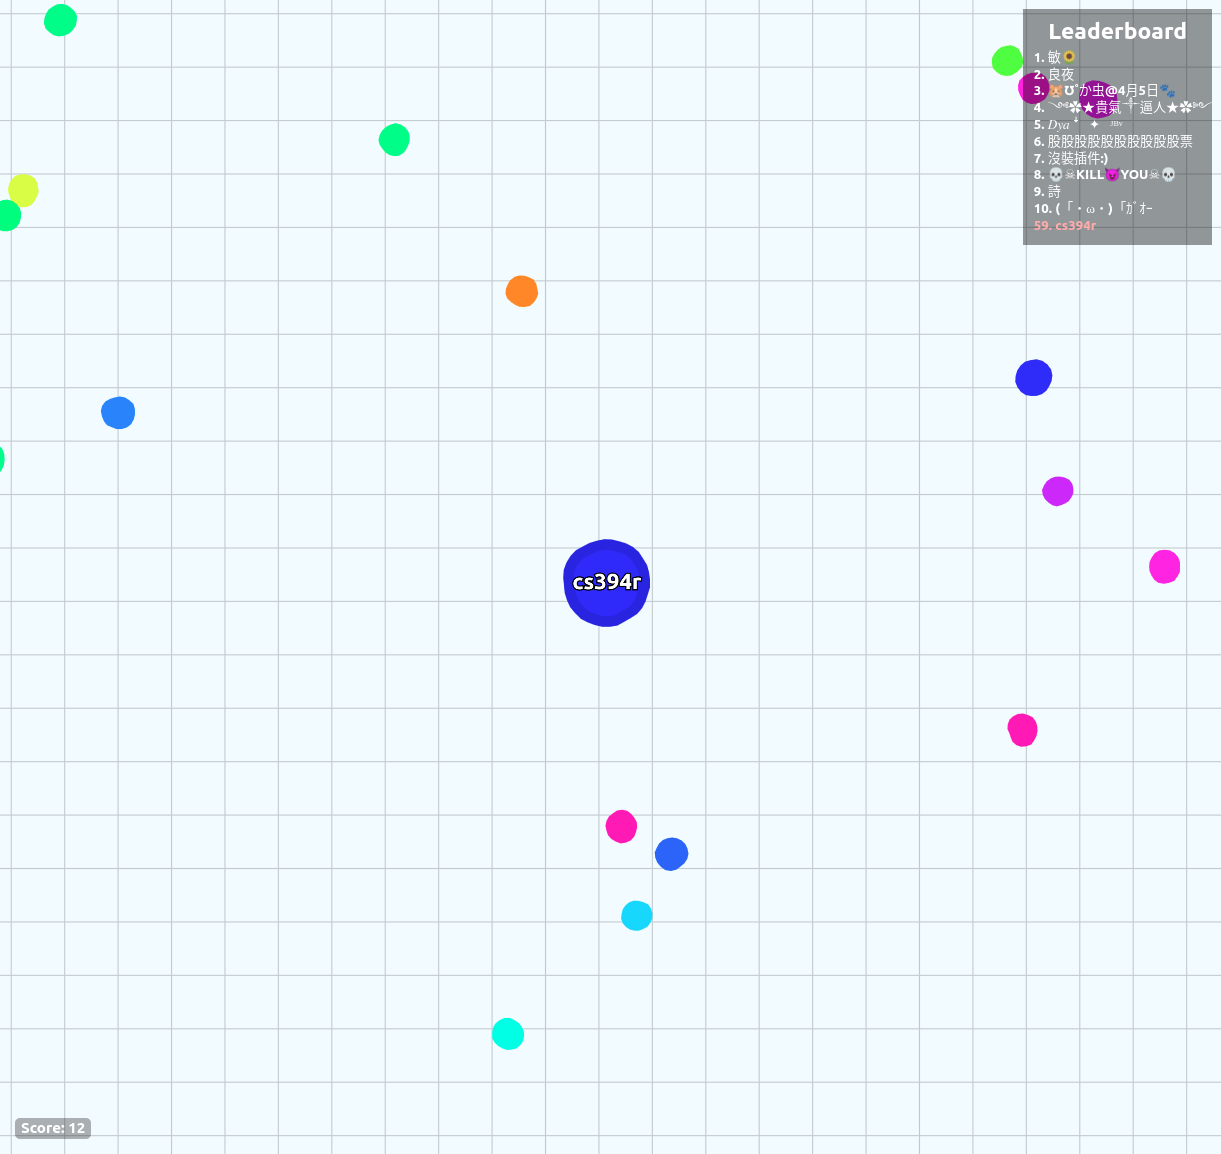 Leaderboard
1. 敏🌻
2. 良夜
3. 🐹℧˚か虫@4月5日🐾
4. ༺✽★貴氣༒逼人★✽༻
5. 𝐷𝑦𝑎 ✦ ᴶᴮᵛ
6. 股股股股股股股股股股票
7. 沒裝插件:)
8. 💀☠KILL😈YOU☠💀
9. 詩
10. (「・ω・)「ｶﾞｵｰ
59. cs394r
cs394r
Score: 12